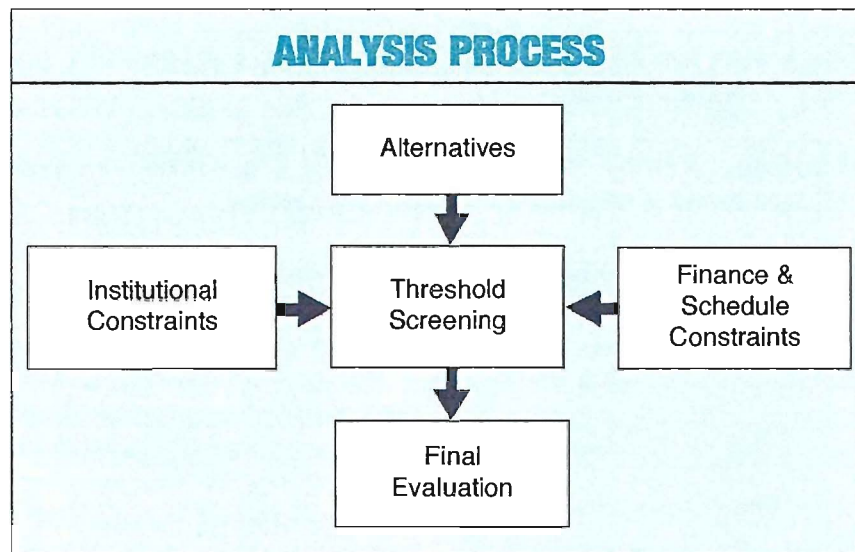 ANALYSIS PROCESS
Alternatives
Institutional
Constraints
Threshold
Screening
Finance &
Schedule
Constraints
Final
Evaluation